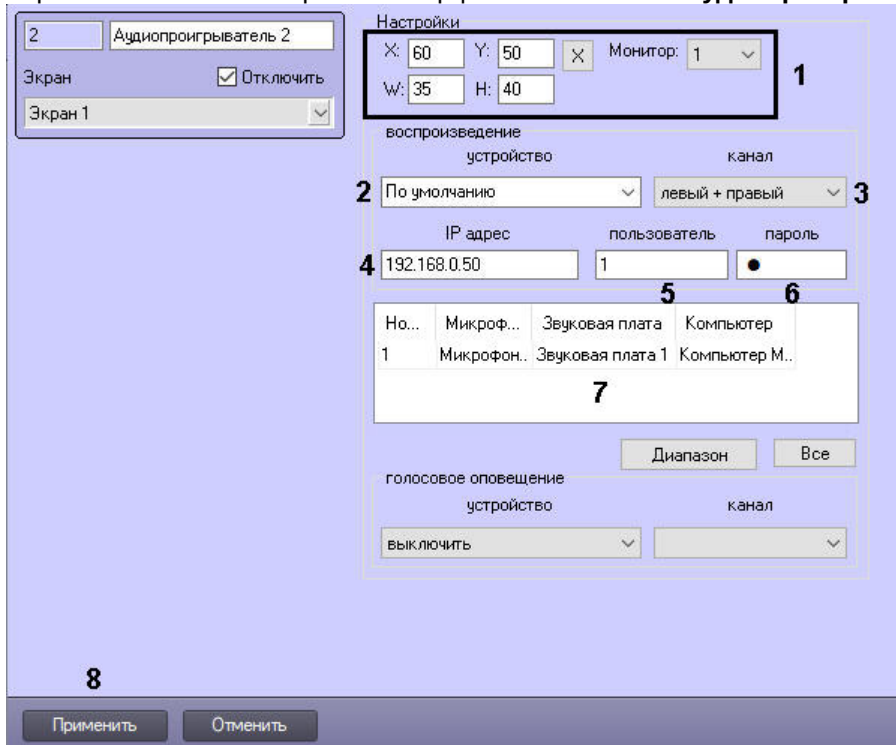 2 Аудиопроигрыватель 2
Экран Отключить
Экран 1
Настройки
X: 60 Y: 50 X Монитор: 1
W: 35 H: 40
1
воспроизведение
устройство канал
2 По умолчанию левый + правый 3
IP адрес пользователь пароль
4 192.168.0.50 1 ●
5 6
Но... Микроф... Звуковая плата Компьютер
1 Микрофон.. Звуковая плата 1 Компьютер М..
7
Диапазон Все
голосовое оповещение
устройство канал
выключить
8
Применить Отменить